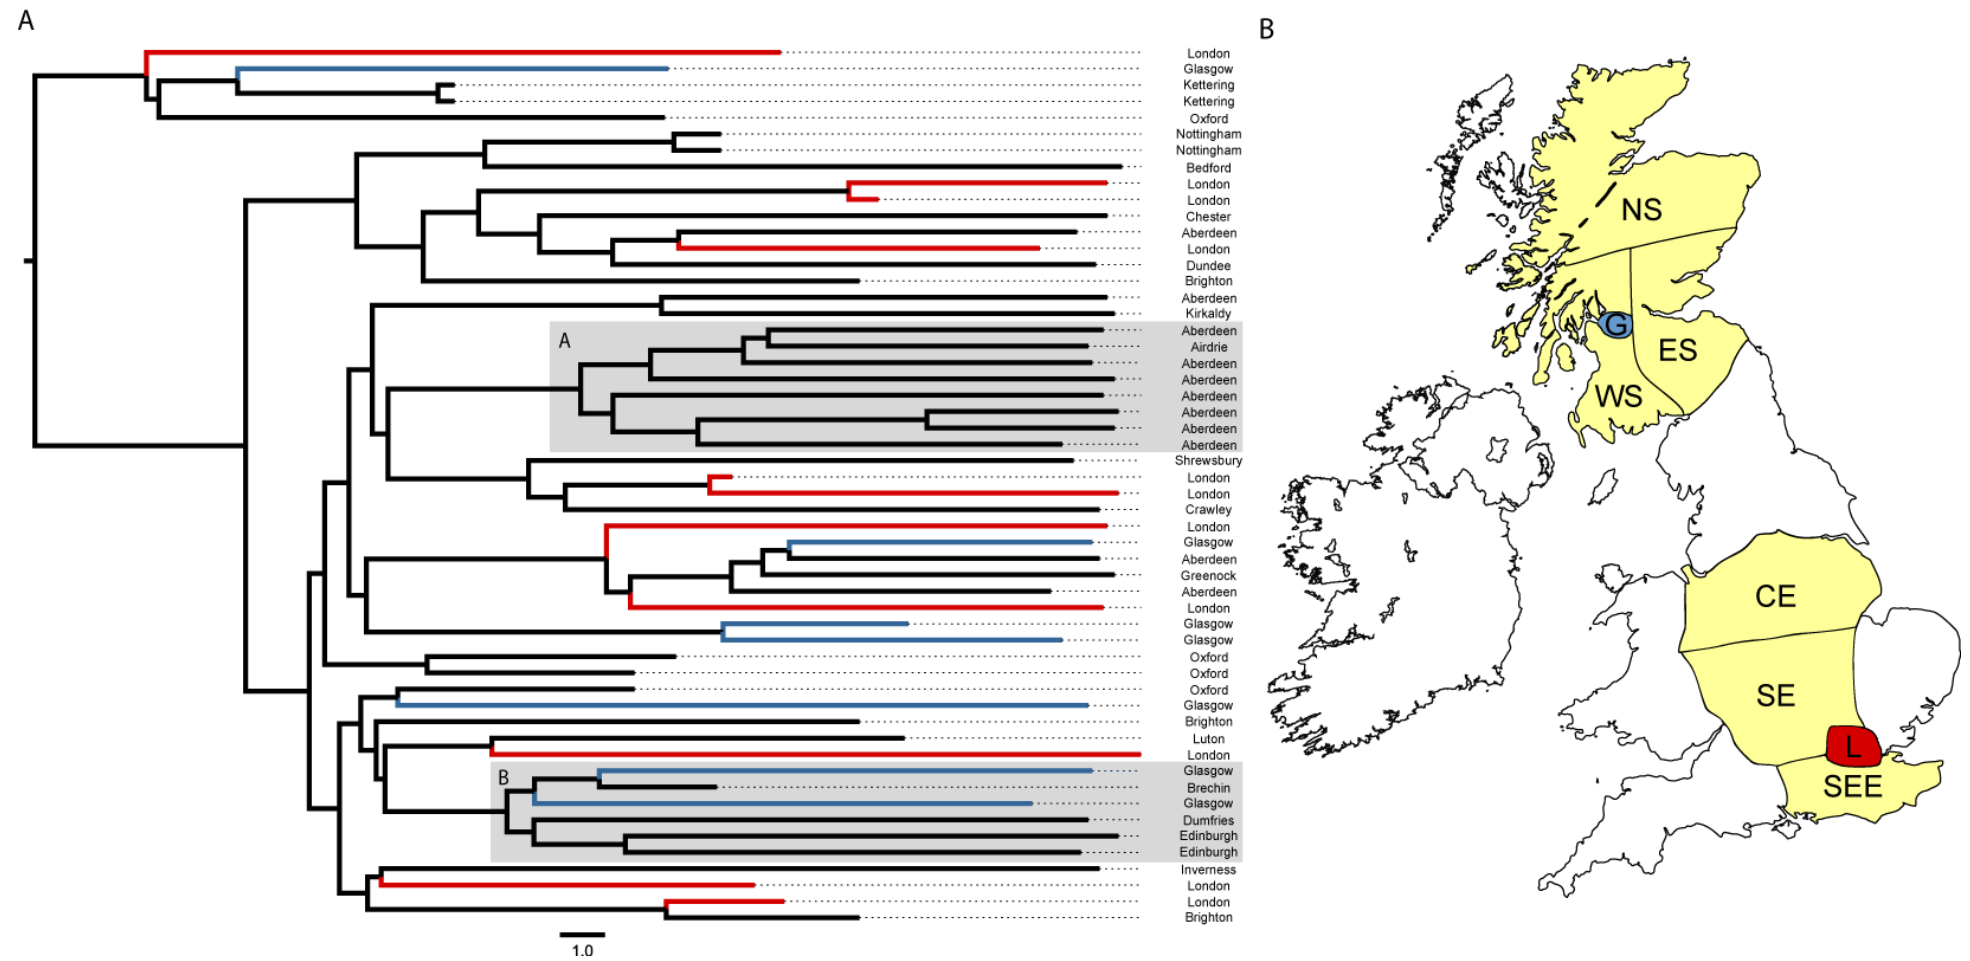 A
London
Glasgow
Kettering
Kettering
Oxford
Nottingham
Nottingham
Bedford
London
London
Chester
Aberdeen
London
Dundee
Brighton
Aberdeen
Kirkaldy
A
Aberdeen
Airdrie
Aberdeen
Aberdeen
Aberdeen
Aberdeen
Aberdeen
Aberdeen
Shrewsbury
London
London
Crawley
London
Glasgow
Aberdeen
Greenock
Aberdeen
London
Glasgow
Glasgow
Oxford
Oxford
Oxford
Glasgow
Brighton
Luton
London
B
Glasgow
Brechin
Glasgow
Dumfries
Edinburgh
Edinburgh
Inverness
London
London
Brighton
1.0
B
NS
G
ES
WS
CE
SE
L
SEE